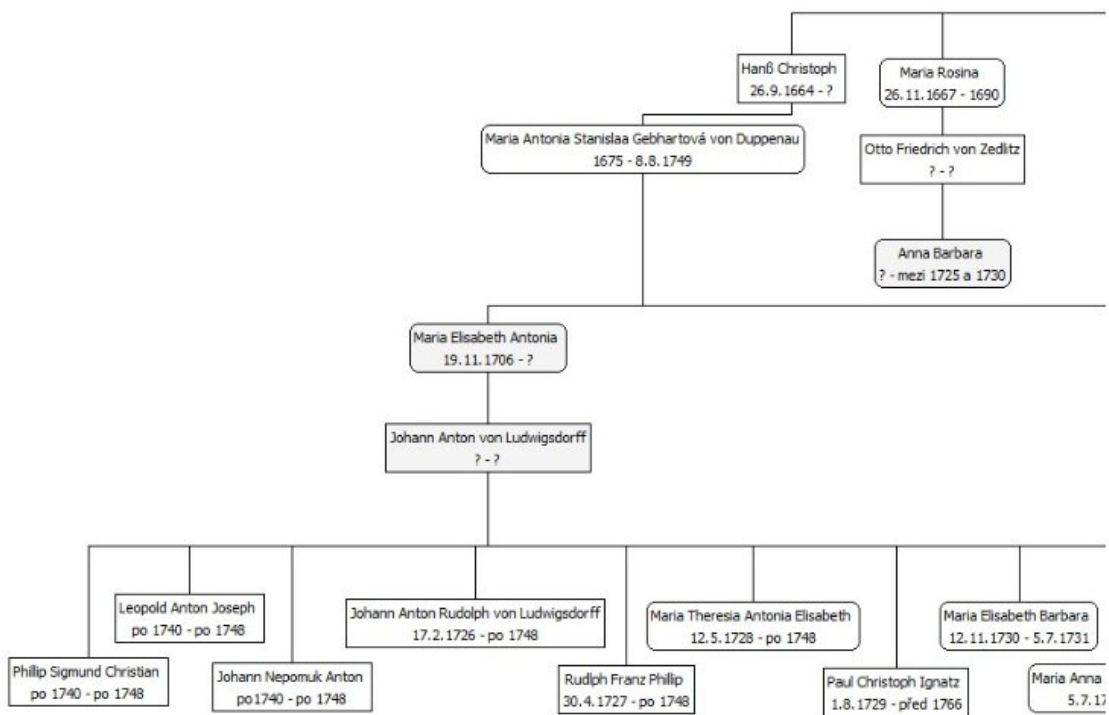 Hanß Christoph
26.9.1664 - ?
Maria Rosina
26.11.1667 - 1690
Maria Antonia Stanislaa Gebhartová von Duppenau
1675 - 8.8.1749
Otto Friedrich von Zedlitz
? - ?
Anna Barbara
? - mezi 1725 a 1730
Maria Elisabeth Antonia
19.11.1706 - ?
Johann Anton von Ludwigsdorff
? - ?
Leopold Anton Joseph
po 1740 - po 1748
Johann Anton Rudolph von Ludwigsdorff
17.2.1726 - po 1748
Maria Theresia Antonia Elisabeth
12.5.1728 - po 1748
Maria Elisabeth Barbara
12.11.1730 - 5.7.1731
Phillip Sigmund Christian
po 1740 - po 1748
Johann Nepomuk Anton
po1740 - po 1748
Rudlph Franz Philip
30.4.1727 - po 1748
Paul Christoph Ignatz
1.8.1729 - před 1766
Maria Anna
5.7.17